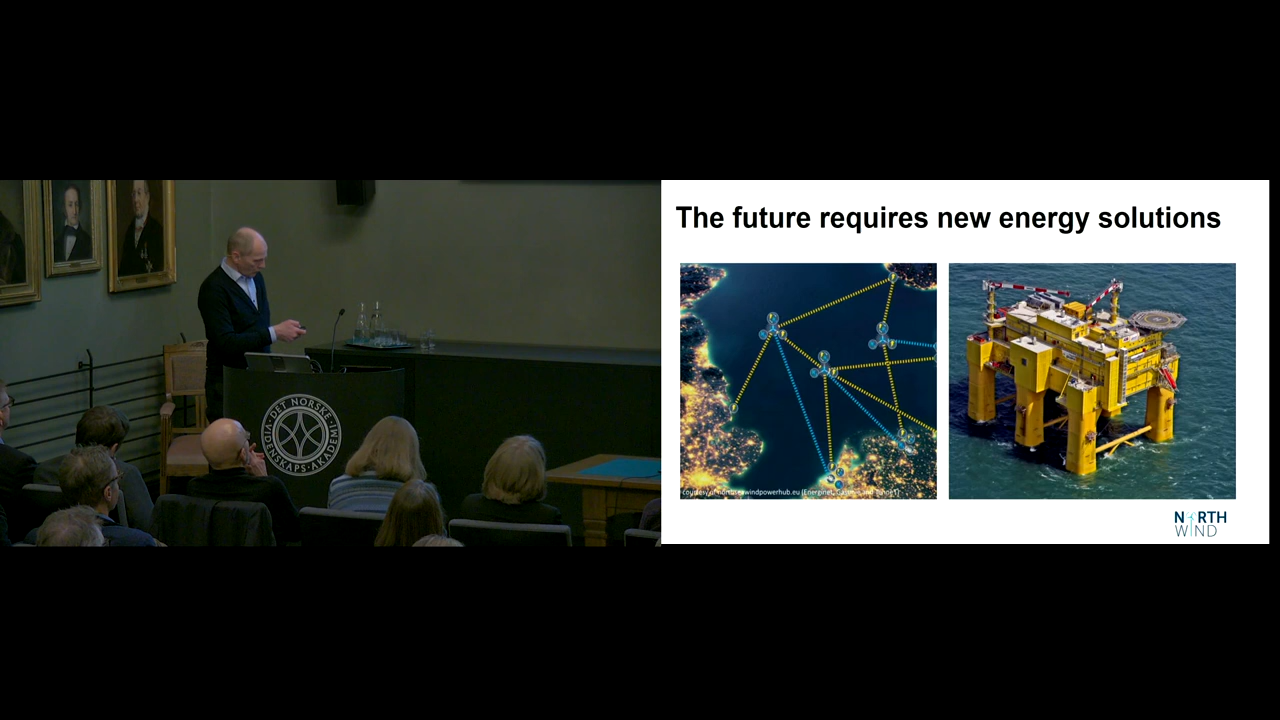 The future requires new energy solutions
DET NORSKE
VIDENSKAPS-AKADEMI
NORTH
WIND